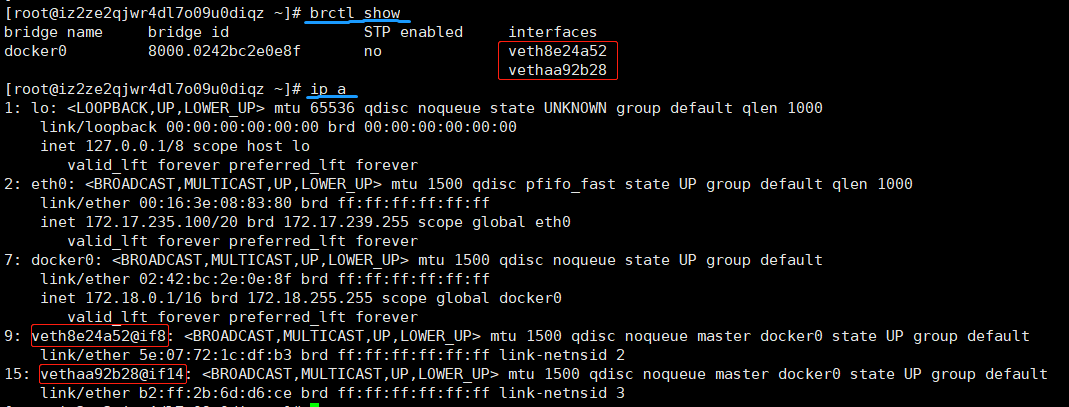 [root@iz2ze2qjwr4dl7o09u0diqz ~]# brctl show
bridge name     bridge id               STP enabled     interfaces
docker0         8000.0242bc2e0e8f       no              veth8e24a52
                                                        vethaa92b28
[root@iz2ze2qjwr4dl7o09u0diqz ~]# ip a
1: lo: <LOOPBACK,UP,LOWER_UP> mtu 65536 qdisc noqueue state UNKNOWN group default qlen 1000
    link/loopback 00:00:00:00:00:00 brd 00:00:00:00:00:00
    inet 127.0.0.1/8 scope host lo
       valid_lft forever preferred_lft forever
2: eth0: <BROADCAST,MULTICAST,UP,LOWER_UP> mtu 1500 qdisc pfifo_fast state UP group default qlen 1000
    link/ether 00:16:3e:08:83:80 brd ff:ff:ff:ff:ff:ff
    inet 172.17.235.100/20 brd 172.17.239.255 scope global eth0
       valid_lft forever preferred_lft forever
7: docker0: <BROADCAST,MULTICAST,UP,LOWER_UP> mtu 1500 qdisc noqueue state UP group default
    link/ether 02:42:bc:2e:0e:8f brd ff:ff:ff:ff:ff:ff
    inet 172.18.0.1/16 brd 172.18.255.255 scope global docker0
       valid_lft forever preferred_lft forever
9: veth8e24a52@if8: <BROADCAST,MULTICAST,UP,LOWER_UP> mtu 1500 qdisc noqueue master docker0 state UP group default
    link/ether 5e:07:72:1c:df:b3 brd ff:ff:ff:ff:ff:ff link-netnsid 2
15: vethaa92b28@if14: <BROADCAST,MULTICAST,UP,LOWER_UP> mtu 1500 qdisc noqueue master docker0 state UP group default
    link/ether b2:ff:2b:6d:d6:ce brd ff:ff:ff:ff:ff:ff link-netnsid 3